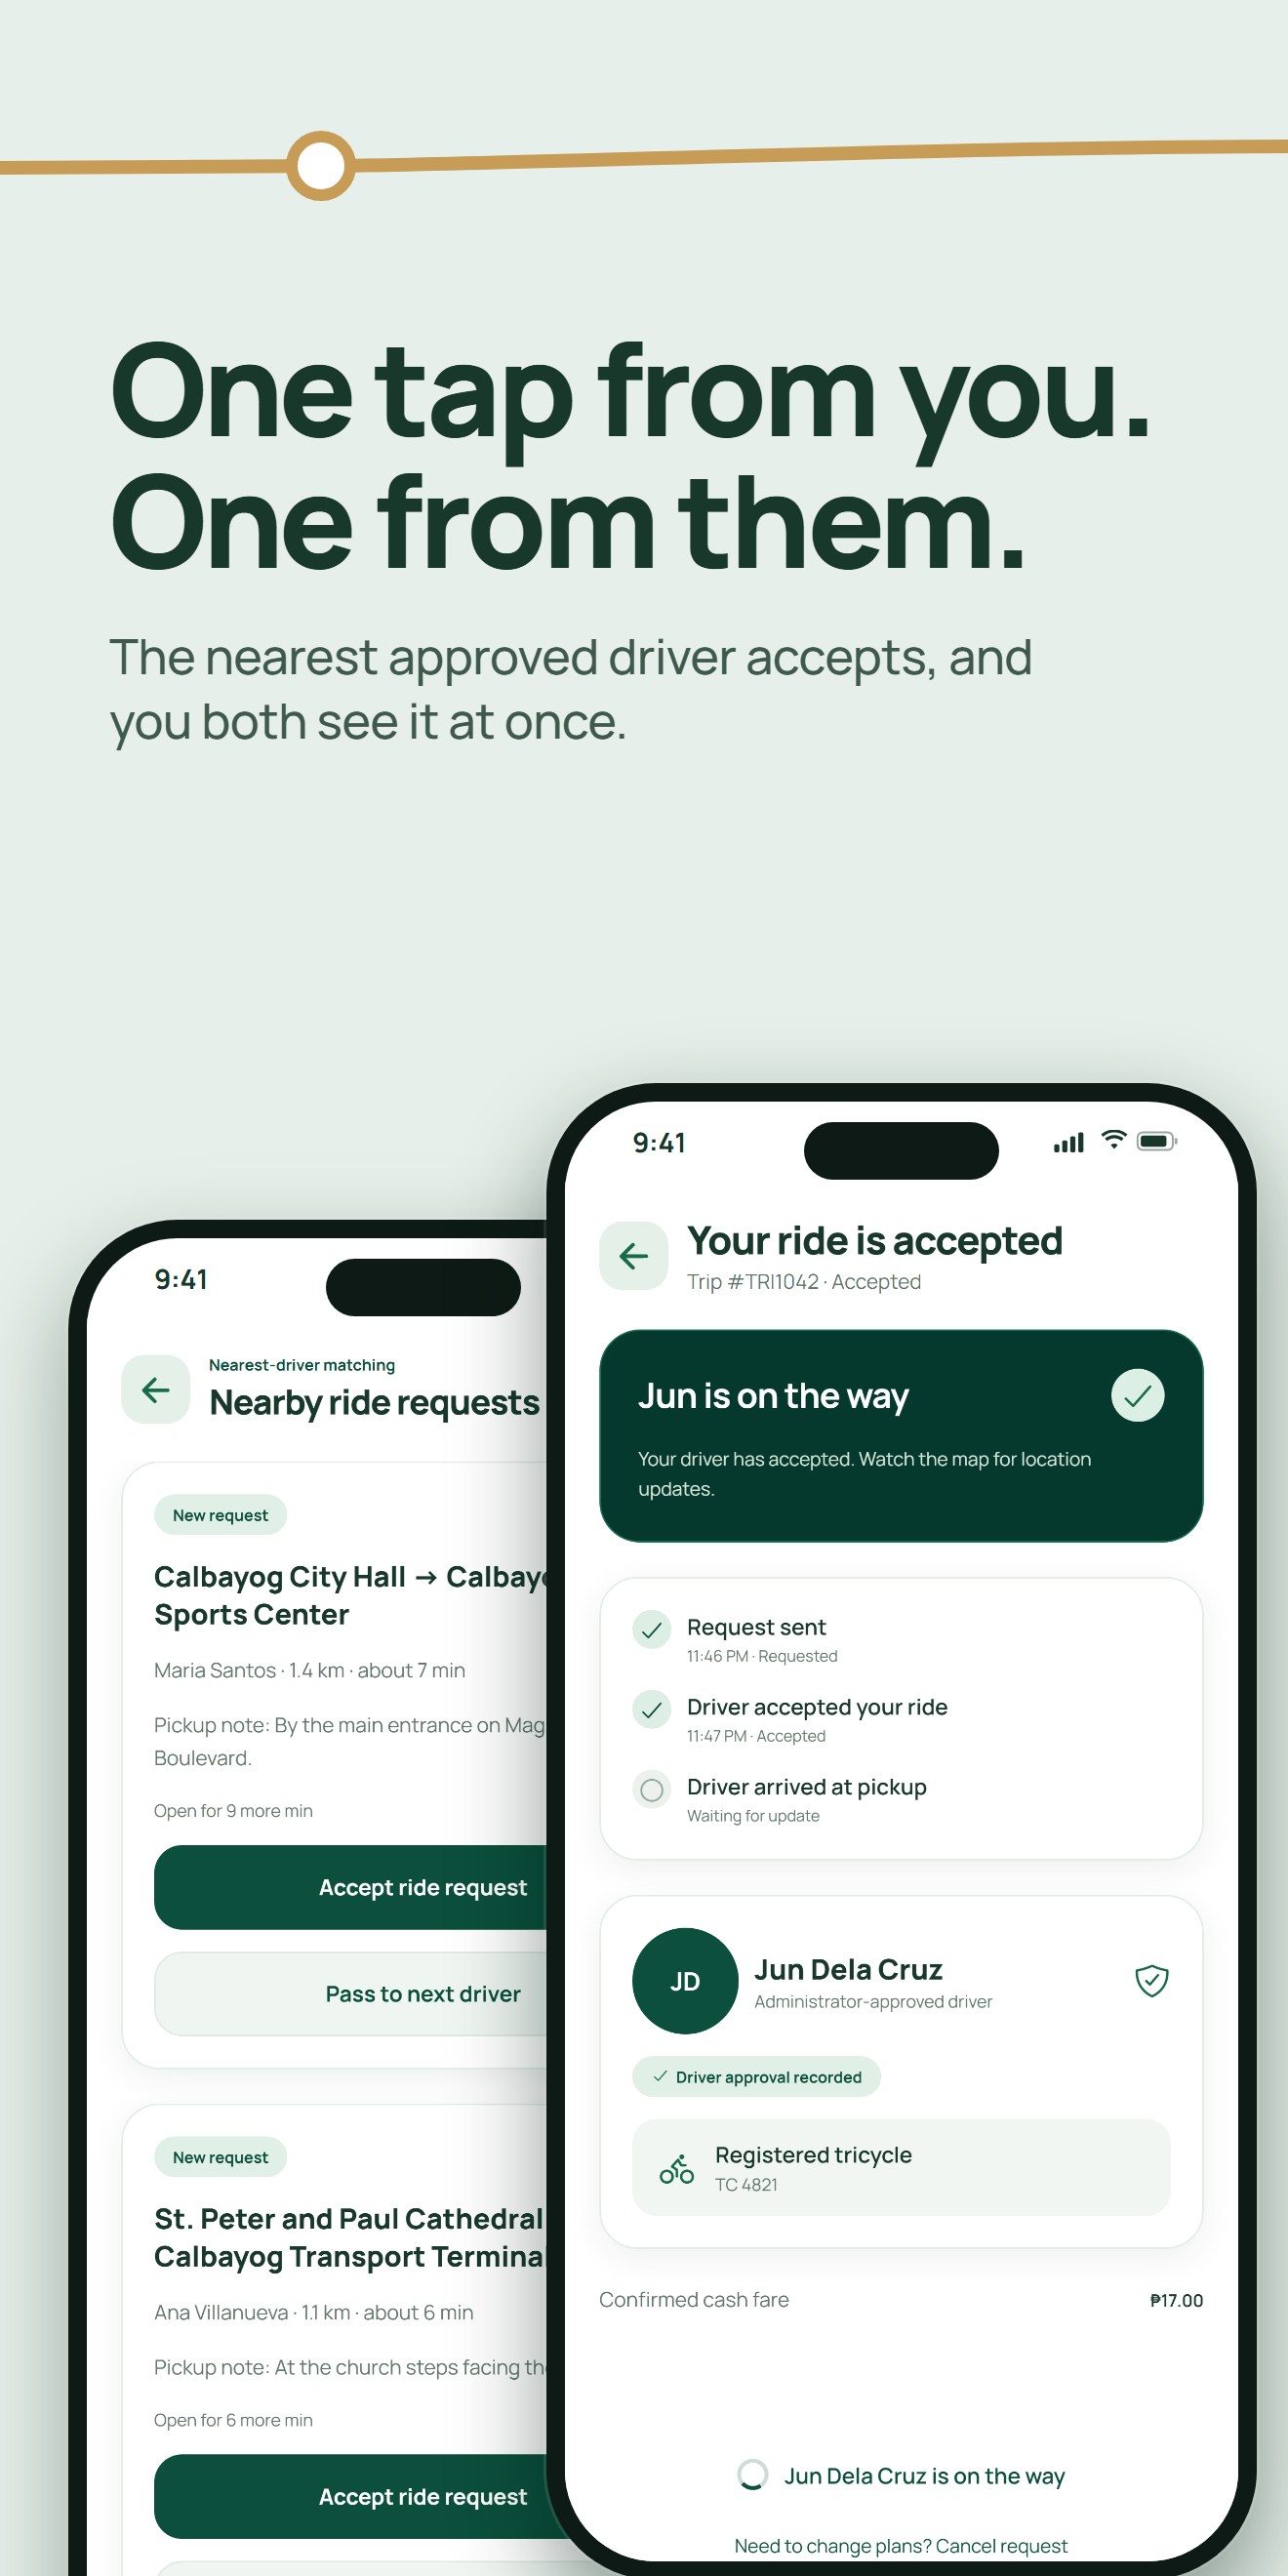 One tap from you.
One from them.
The nearest approved driver accepts, and
you both see it at once.
9:41
Nearest-driver matching
Nearby ride requests
New request
Calbayog City Hall → Calbayo
Sports Center
Maria Santos · 1.4 km · about 7 min
Pickup note: By the main entrance on Mag
Boulevard.
Open for 9 more min
Accept ride request
Pass to next driver
New request
St. Peter and Paul Cathedral
Calbayog Transport Terminal
Ana Villanueva · 1.1 km · about 6 min
Pickup note: At the church steps facing the
Open for 6 more min
Accept ride request
9:41
Your ride is accepted
Trip #TRI1042 · Accepted
Jun is on the way
Your driver has accepted. Watch the map for location
updates.
Request sent
11:46 PM · Requested
Driver accepted your ride
11:47 PM · Accepted
Driver arrived at pickup
Waiting for update
JD
Jun Dela Cruz
Administrator-approved driver
Driver approval recorded
Registered tricycle
TC 4821
Confirmed cash fare
₱17.00
Jun Dela Cruz is on the way
Need to change plans? Cancel request